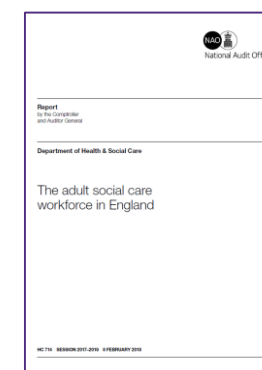 NAO
National Audit Off
Report
by the Comptroller
and Auditor General
Department of Health & Social Care
The adult social care
workforce in England
HC 714 SESSION 2017–2019 8 FEBRUARY 2018